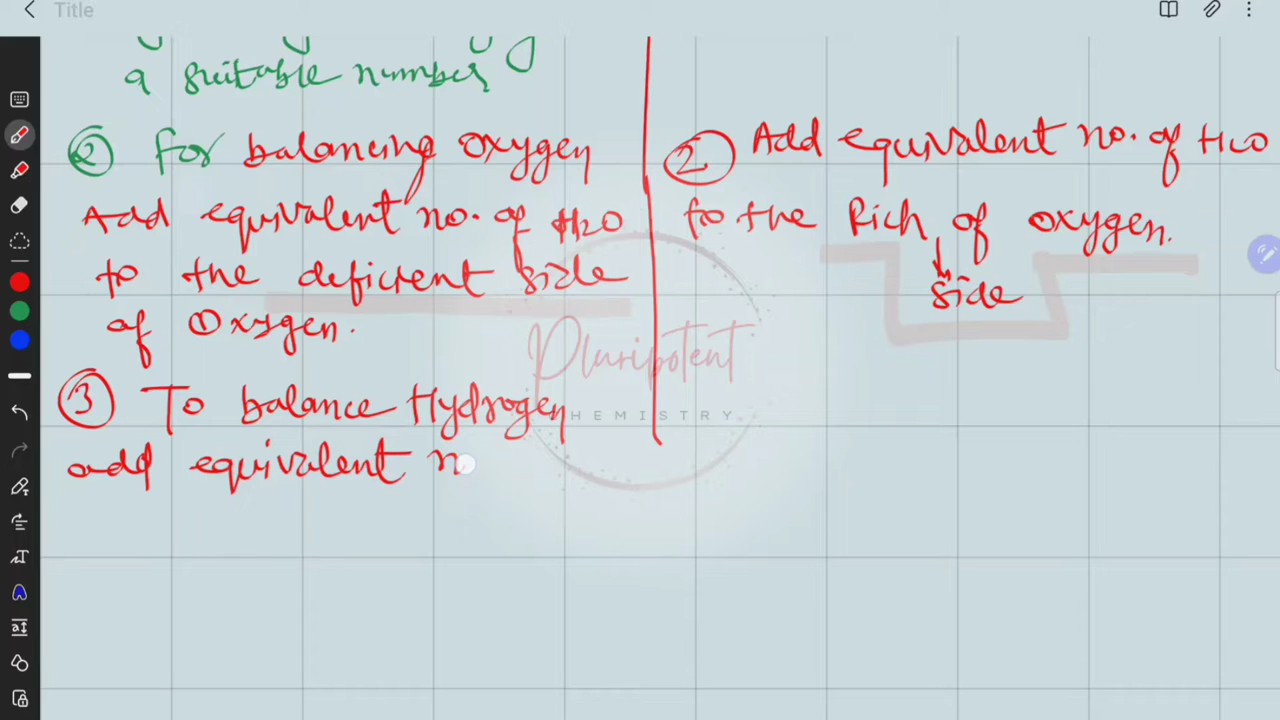 Title
a suitable number
② For balancing oxygen
Add equivalent no. of H2O
to the deficient side
of Oxygen.
③ To balance Hydrogen
add equivalent n
② Add equivalent no. of H2O
to the Rich of oxygen.
side
Pluripotent
HEMISTRY